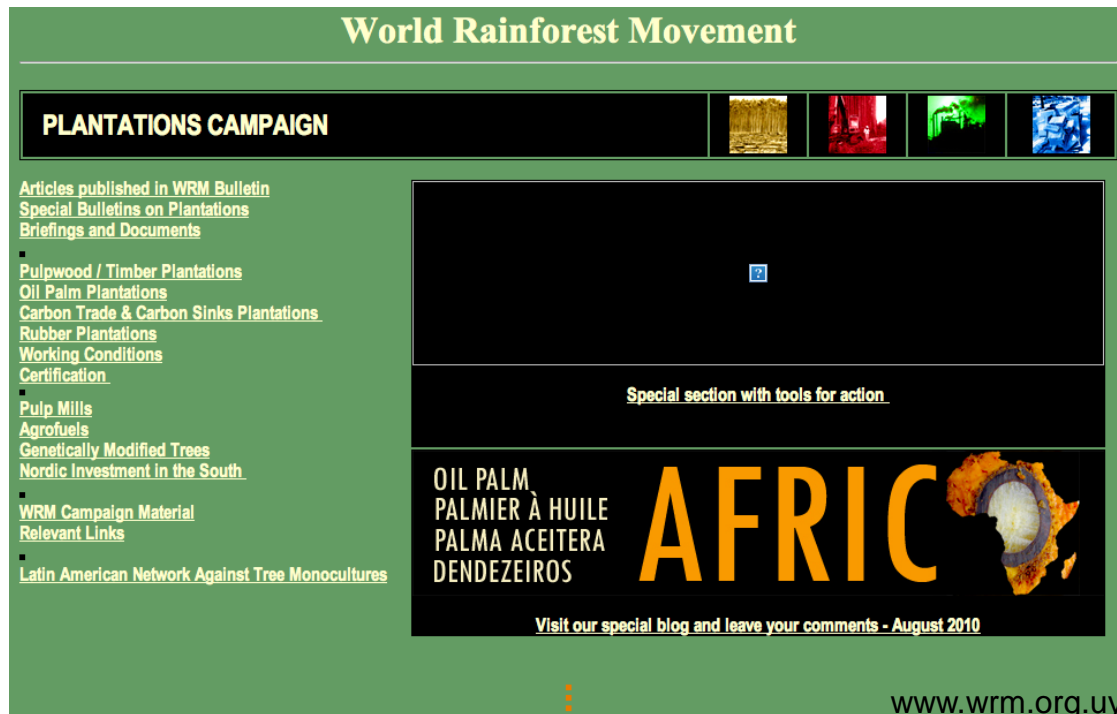 World Rainforest Movement
PLANTATIONS CAMPAIGN
Articles published in WRM Bulletin
Special Bulletins on Plantations
Briefings and Documents
Pulpwood / Timber Plantations
Oil Palm Plantations
Carbon Trade & Carbon Sinks Plantations
Rubber Plantations
Working Conditions
Certification
Pulp Mills
Agrofuels
Genetically Modified Trees
Nordic Investment in the South
WRM Campaign Material
Relevant Links
Latin American Network Against Tree Monocultures
?
Special section with tools for action
OIL PALM
PALMIER À HUILE
PALMA ACEITERA
DENDEZEIROS
AFRIC
Visit our special blog and leave your comments - August 2010
www.wrm.org.uy